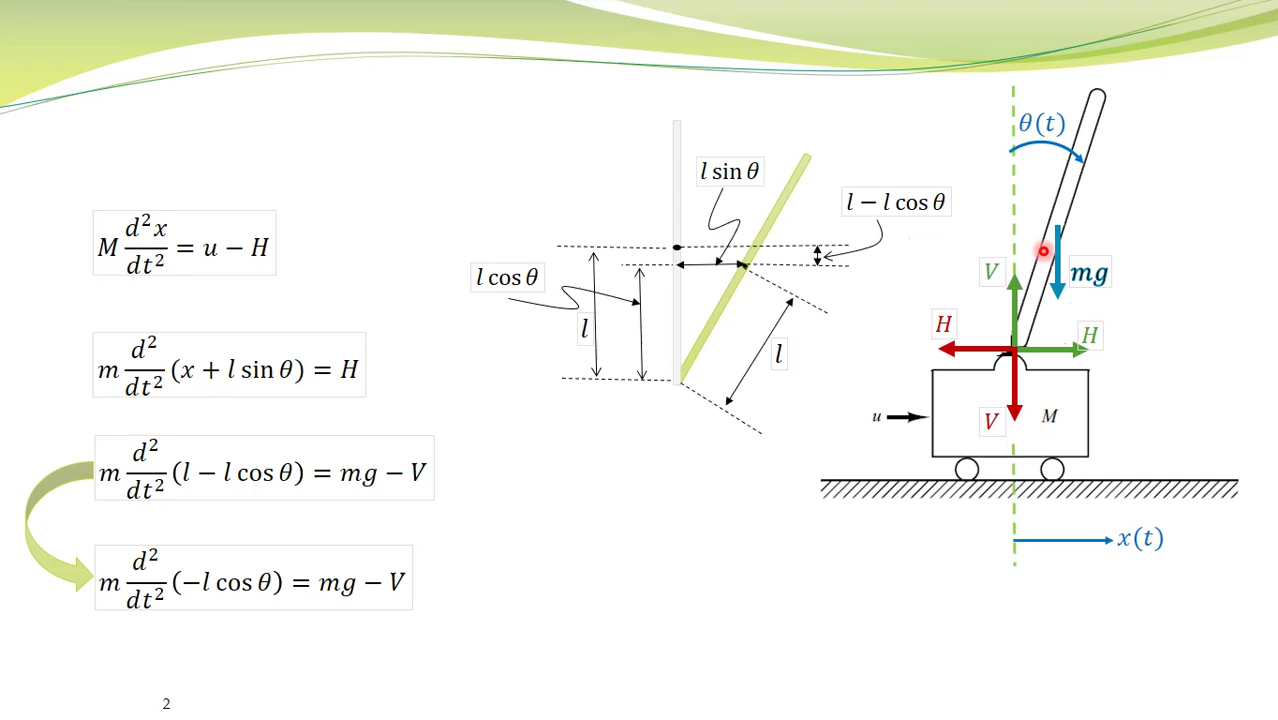 M d²x/dt² = u − H
m d²/dt² (x + l sin θ) = H
m d²/dt² (l − l cos θ) = mg − V
m d²/dt² (−l cos θ) = mg − V
l sin θ
l − l cos θ
l cos θ
l
l
θ(t)
V
mg
H
H
V
M
u
x(t)
2